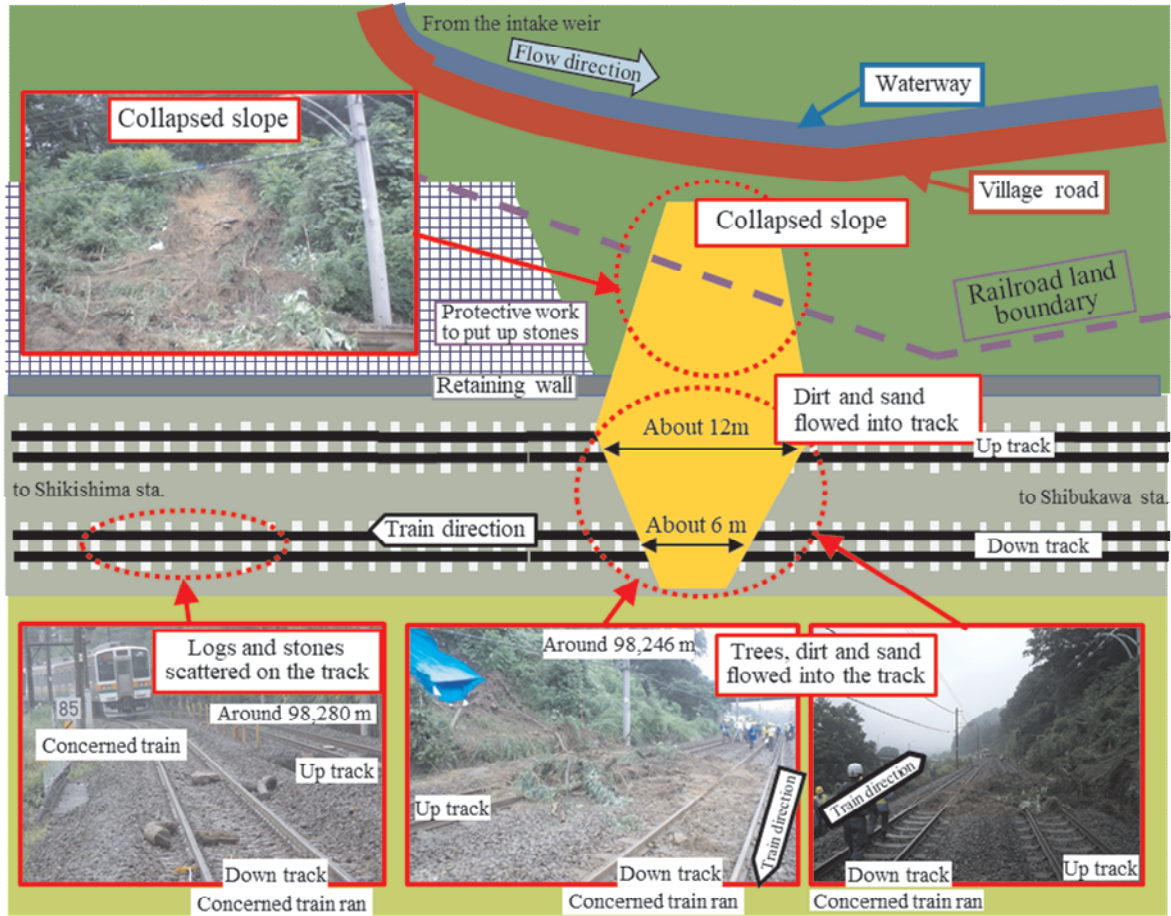 From the intake weir
Flow direction
Waterway
Collapsed slope
Village road
Collapsed slope
Railroad land
boundary
Protective work
to put up stones
Retaining wall
Dirt and sand
flowed into track
About 12m
Up track
to Shikishima sta.
to Shibukawa sta.
Train direction
About 6 m
Down track
Logs and stones
scattered on the track
85
Around 98,280 m
Concerned train
Up track
Down track
Concerned train ran
Around 98,246 m
Trees, dirt and sand
flowed into the track
Up track
Train direction
Down track
Concerned train ran
Train direction
Up track
Down track
Concerned train ran